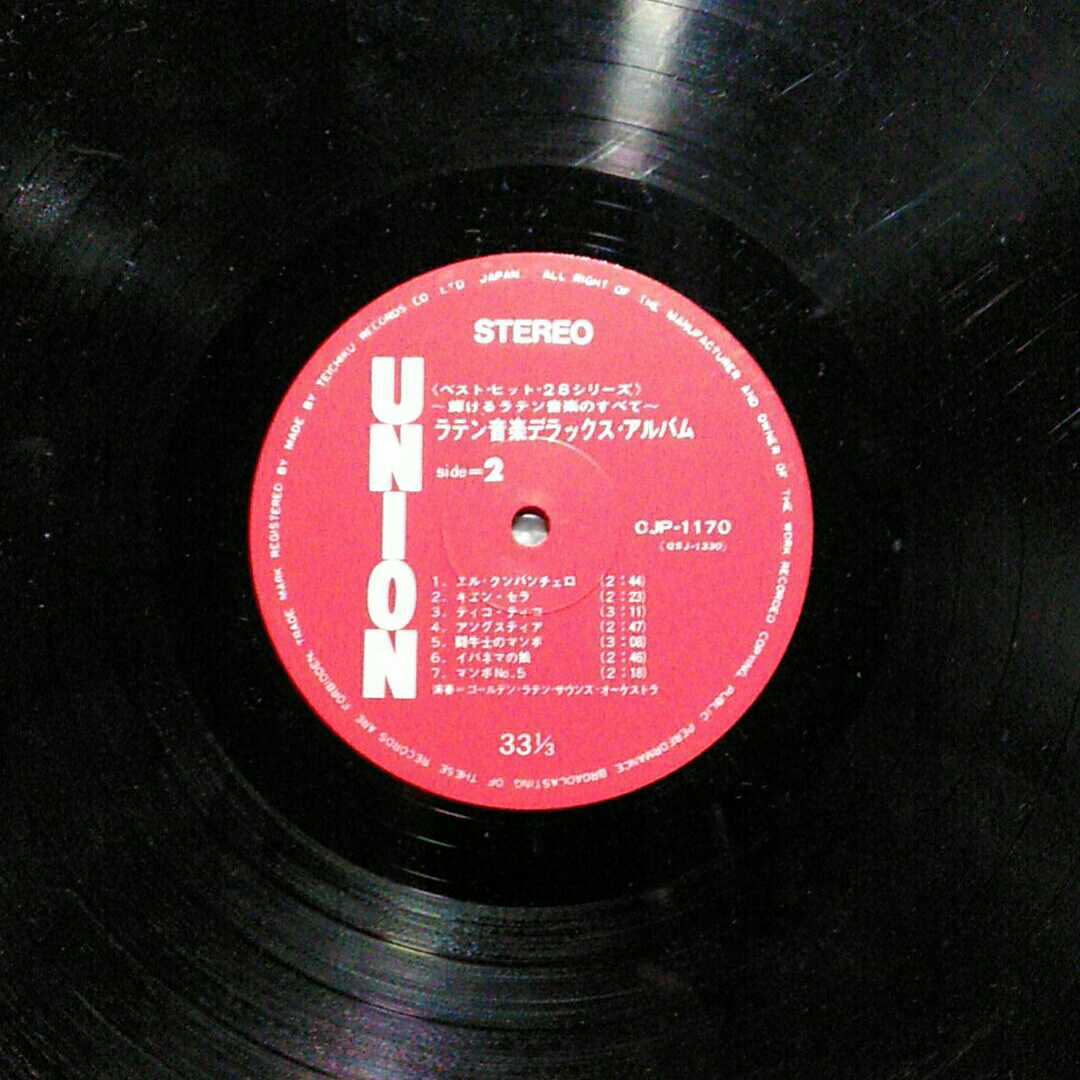 MADE BY TEICHIKU RECORDS CO LTD JAPAN. ALL RIGHT OF THE MANUFACTURER AND OWNER OF THE WORK RECORDED COPYING, PUBLIC PERFORMANCE BROADCASTING OF THESE RECORDS ARE FORBIDDEN. TRADE MARK REGISTERED BY
STEREO
UNION
《ベスト・ヒット・28シリーズ》
〜輝けるラテン音楽のすべて〜
ラテン音楽デラックス・アルバム
side=2
CJP-1170
(GSJ-1330)
1. エル・クンバンチェロ (2:44)
2. キエン・セラ (2:23)
3. ティコ・ティコ (3:11)
4. アングスティア (2:47)
5. 闘牛士のマンボ (3:08)
6. イパネマの娘 (2:46)
7. マンボNo.5 (2:18)
演奏=ゴールデン・ラテン・サウンズ・オーケストラ
33⅓